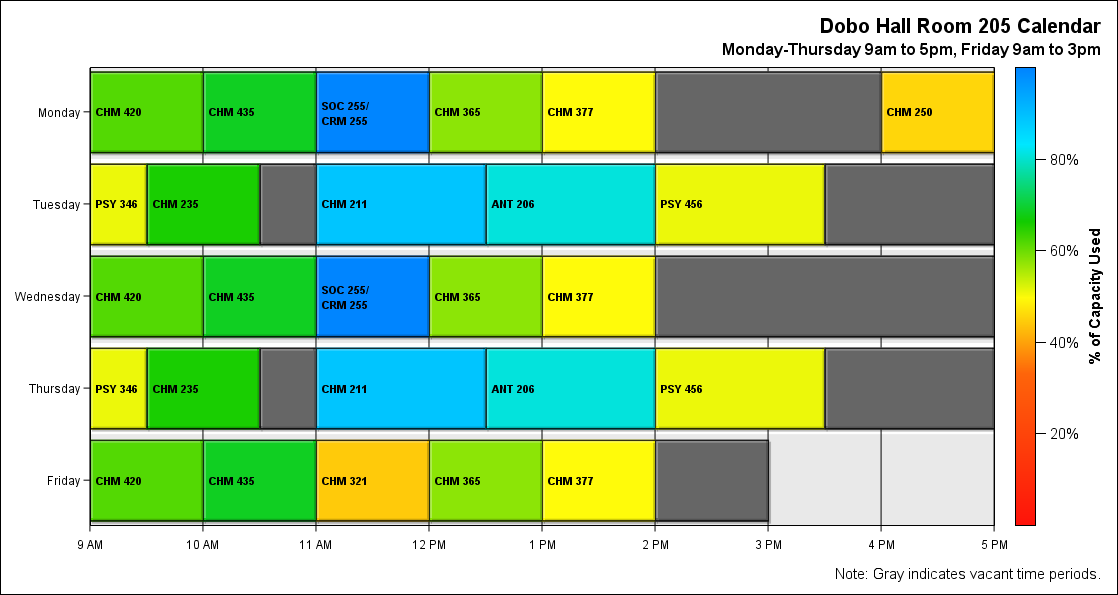 Dobo Hall Room 205 Calendar
Monday-Thursday 9am to 5pm, Friday 9am to 3pm
Monday
CHM 420
CHM 435
SOC 255/
CRM 255
CHM 365
CHM 377
CHM 250
Tuesday
PSY 346
CHM 235
CHM 211
ANT 206
PSY 456
Wednesday
CHM 420
CHM 435
SOC 255/
CRM 255
CHM 365
CHM 377
Thursday
PSY 346
CHM 235
CHM 211
ANT 206
PSY 456
Friday
CHM 420
CHM 435
CHM 321
CHM 365
CHM 377
9 AM
10 AM
11 AM
12 PM
1 PM
2 PM
3 PM
4 PM
5 PM
80%
60%
40%
20%
% of Capacity Used
Note: Gray indicates vacant time periods.